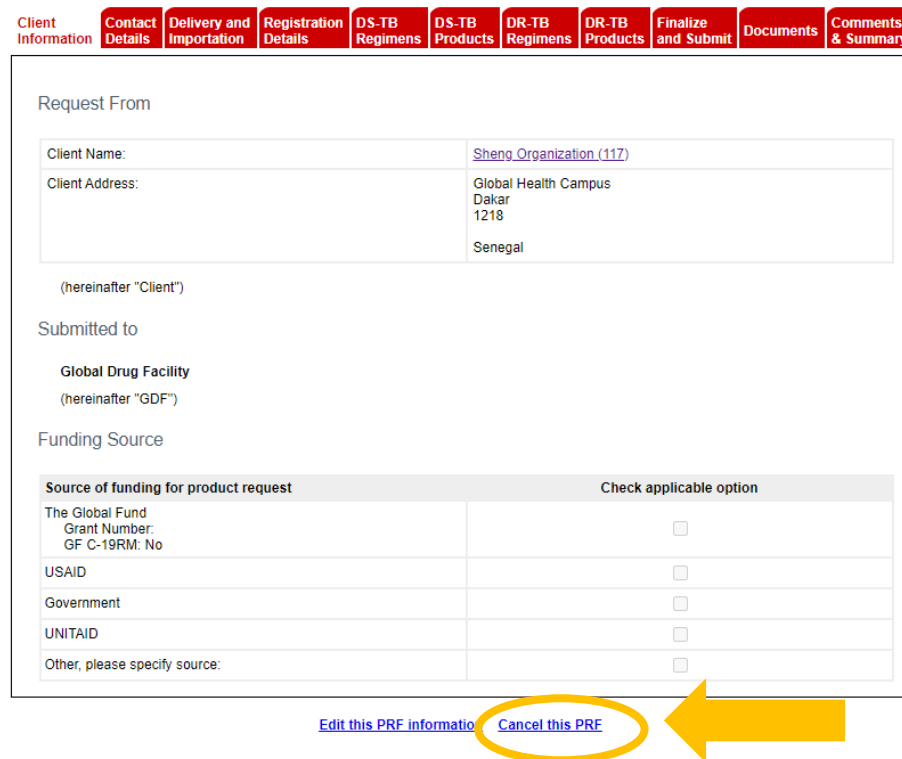 Client Information
Contact Details
Delivery and Importation
Registration Details
DS-TB Regimens
DS-TB Products
DR-TB Regimens
DR-TB Products
Finalize and Submit
Documents
Comments & Summary
Request From
Client Name: Sheng Organization (117)
Client Address: Global Health Campus
Dakar
1218
Senegal
(hereinafter "Client")
Submitted to
Global Drug Facility
(hereinafter "GDF")
Funding Source
Source of funding for product request Check applicable option
The Global Fund
Grant Number:
GF C-19RM: No
USAID
Government
UNITAID
Other, please specify source:
Edit this PRF information Cancel this PRF